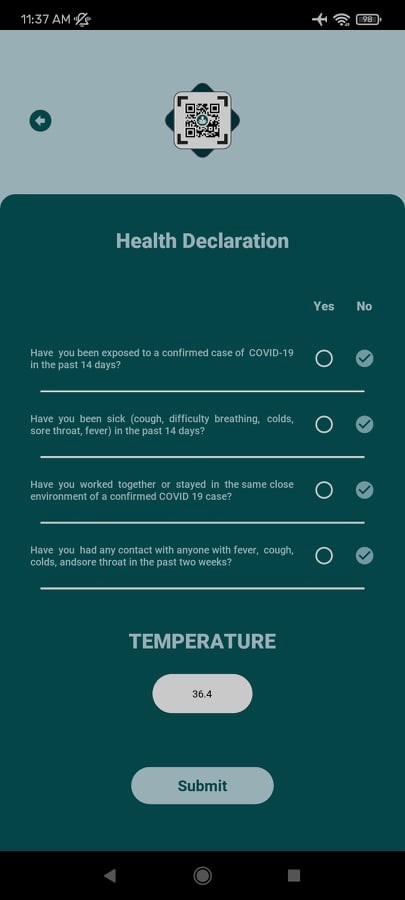 11:37 AM
98
Health Declaration
Yes No
Have you been exposed to a confirmed case of COVID-19
in the past 14 days?
Have you been sick (cough, difficulty breathing, colds,
sore throat, fever) in the past 14 days?
Have you worked together or stayed in the same close
environment of a confirmed COVID 19 case?
Have you had any contact with anyone with fever, cough,
colds, andsore throat in the past two weeks?
TEMPERATURE
36.4
Submit